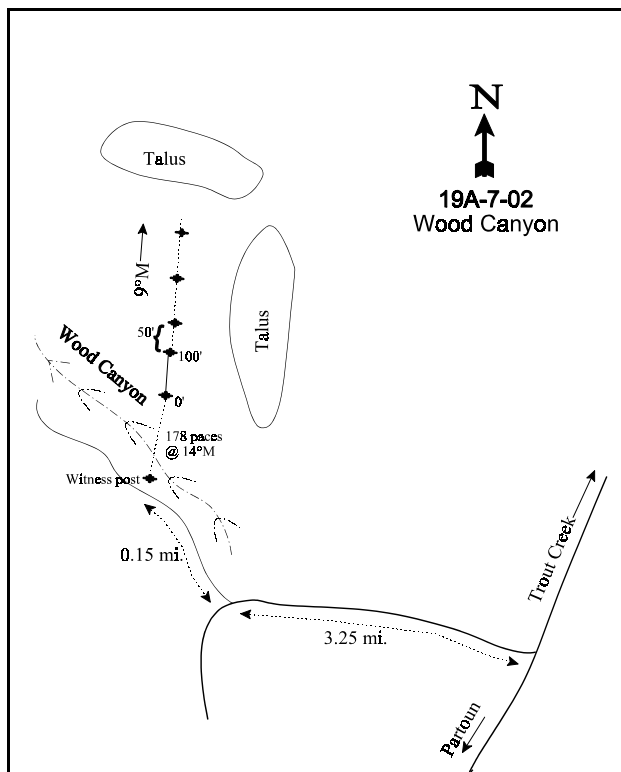 Talus
N
19A-7-02
Wood Canyon
9°M
Talus
50'
{
100'
Wood Canyon
0'
178 paces
@ 14°M
Witness post
0.15 mi.
3.25 mi.
Trout Creek
Partoun